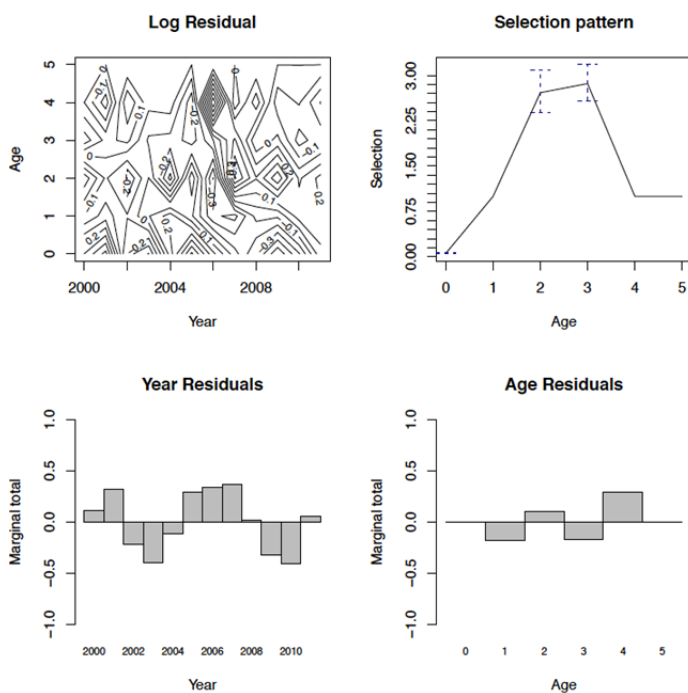 Log Residual
Age
5
4
3
2
1
0
2000 2004 2008
Year
Selection pattern
Selection
3.00
2.25
1.50
0.75
0.00
0 1 2 3 4 5
Age
Year Residuals
Marginal total
1.0
0.5
0.0
−0.5
−1.0
2000 2002 2004 2006 2008 2010
Year
Age Residuals
Marginal total
1.0
0.5
0.0
−0.5
−1.0
0 1 2 3 4 5
Age